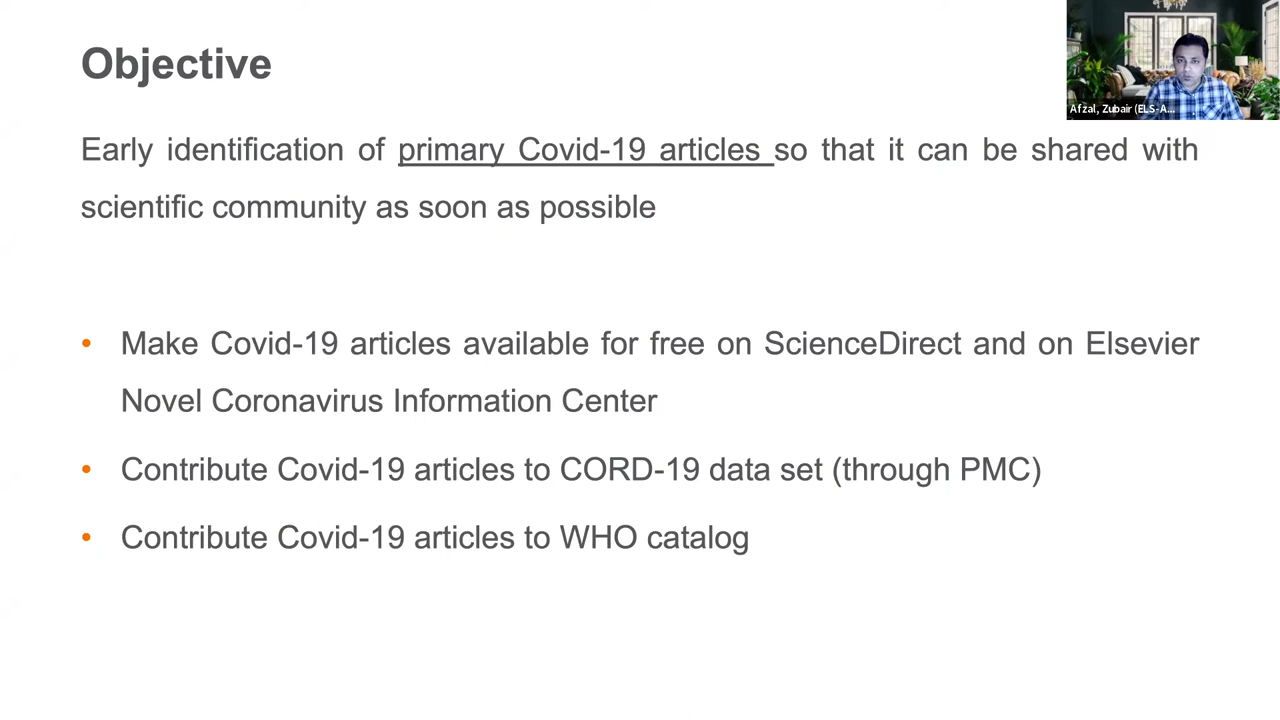 Objective
Afzal, Zubair (ELS-A...
Early identification of primary Covid-19 articles so that it can be shared with
scientific community as soon as possible
• Make Covid-19 articles available for free on ScienceDirect and on Elsevier
Novel Coronavirus Information Center
• Contribute Covid-19 articles to CORD-19 data set (through PMC)
• Contribute Covid-19 articles to WHO catalog